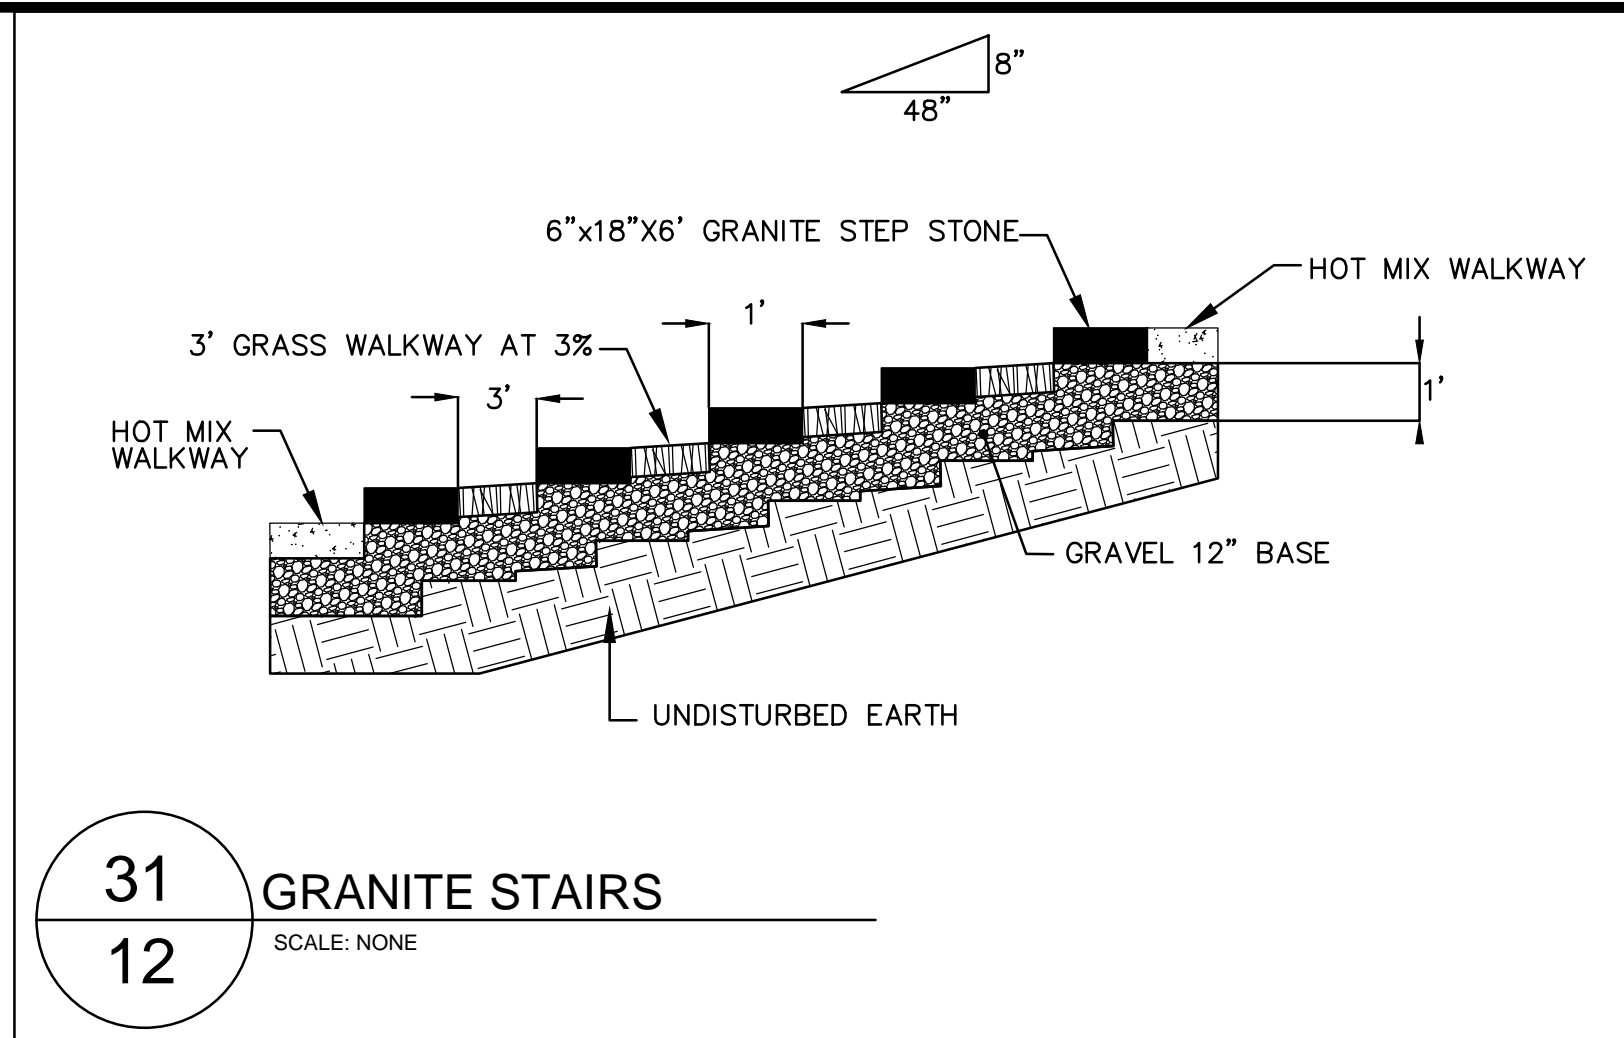 8”
48”
6”x18”X6’ GRANITE STEP STONE
HOT MIX WALKWAY
1’
3’ GRASS WALKWAY AT 3%
3’
1’
HOT MIX
WALKWAY
GRAVEL 12” BASE
UNDISTURBED EARTH
31
GRANITE STAIRS
12
SCALE: NONE